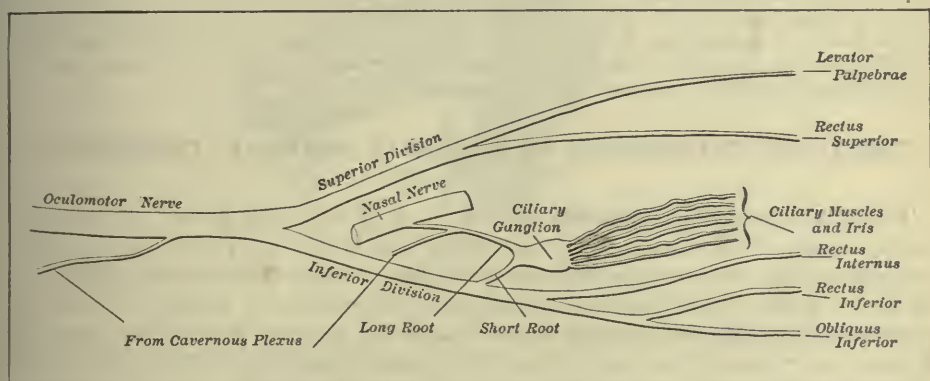 Levator
Palpebrae
Rectus
Superior
Superior Division
Oculomotor Nerve
Nasal Nerve
Ciliary
Ganglion
Ciliary Muscles
and Iris
Rectus
Internus
Inferior Division
Rectus
Inferior
From Cavernous Plexus
Long Root
Short Root
Obliquus
Inferior